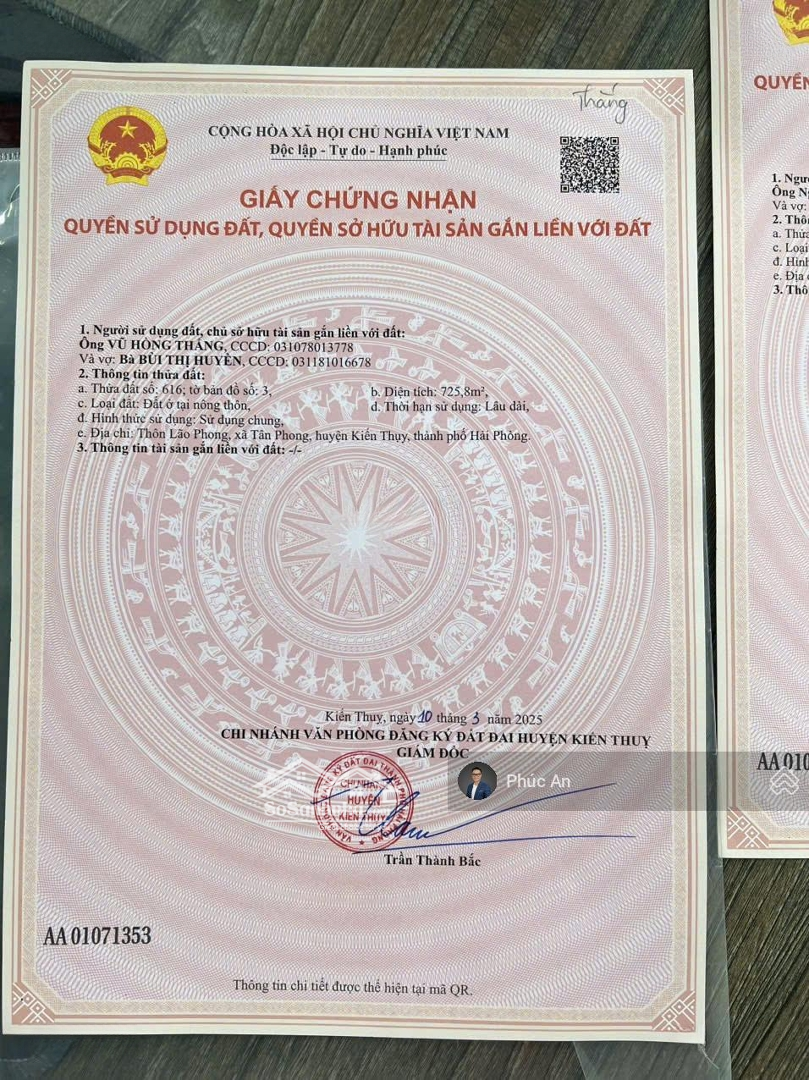 Thắng
CỘNG HÒA XÃ HỘI CHỦ NGHĨA VIỆT NAM
Độc lập - Tự do - Hạnh phúc
GIẤY CHỨNG NHẬN
QUYỀN SỬ DỤNG ĐẤT, QUYỀN SỞ HỮU TÀI SẢN GẮN LIỀN VỚI ĐẤT
1. Người sử dụng đất, chủ sở hữu tài sản gắn liền với đất:
Ông VŨ HỒNG THẮNG, CCCD: 031078013778
Và vợ: Bà BÙI THỊ HUYỀN, CCCD: 031181016678
2. Thông tin thửa đất:
a. Thửa đất số: 616; tờ bản đồ số: 3,
b. Diện tích: 725,8m²,
c. Loại đất: Đất ở tại nông thôn,
d. Thời hạn sử dụng: Lâu dài,
đ. Hình thức sử dụng: Sử dụng chung,
e. Địa chỉ: Thôn Lão Phong, xã Tân Phong, huyện Kiến Thụy, thành phố Hải Phòng.
3. Thông tin tài sản gắn liền với đất: -/-
Kiến Thụy, ngày 10 tháng 3 năm 2025
CHI NHÁNH VĂN PHÒNG ĐĂNG KÝ ĐẤT ĐAI HUYỆN KIẾN THỤY
GIÁM ĐỐC
CHI NHÁNH
HUYỆN
KIẾN THỤY
Phúc An
Trần Thành Bắc
AA 01071353
Thông tin chi tiết được thể hiện tại mã QR.
QUYỀN
1. Ngư
Ông N
Và vợ:
2. Thôn
a. Thửa
c. Loại
đ. Hình
e. Địa
3. Thô
AA 010